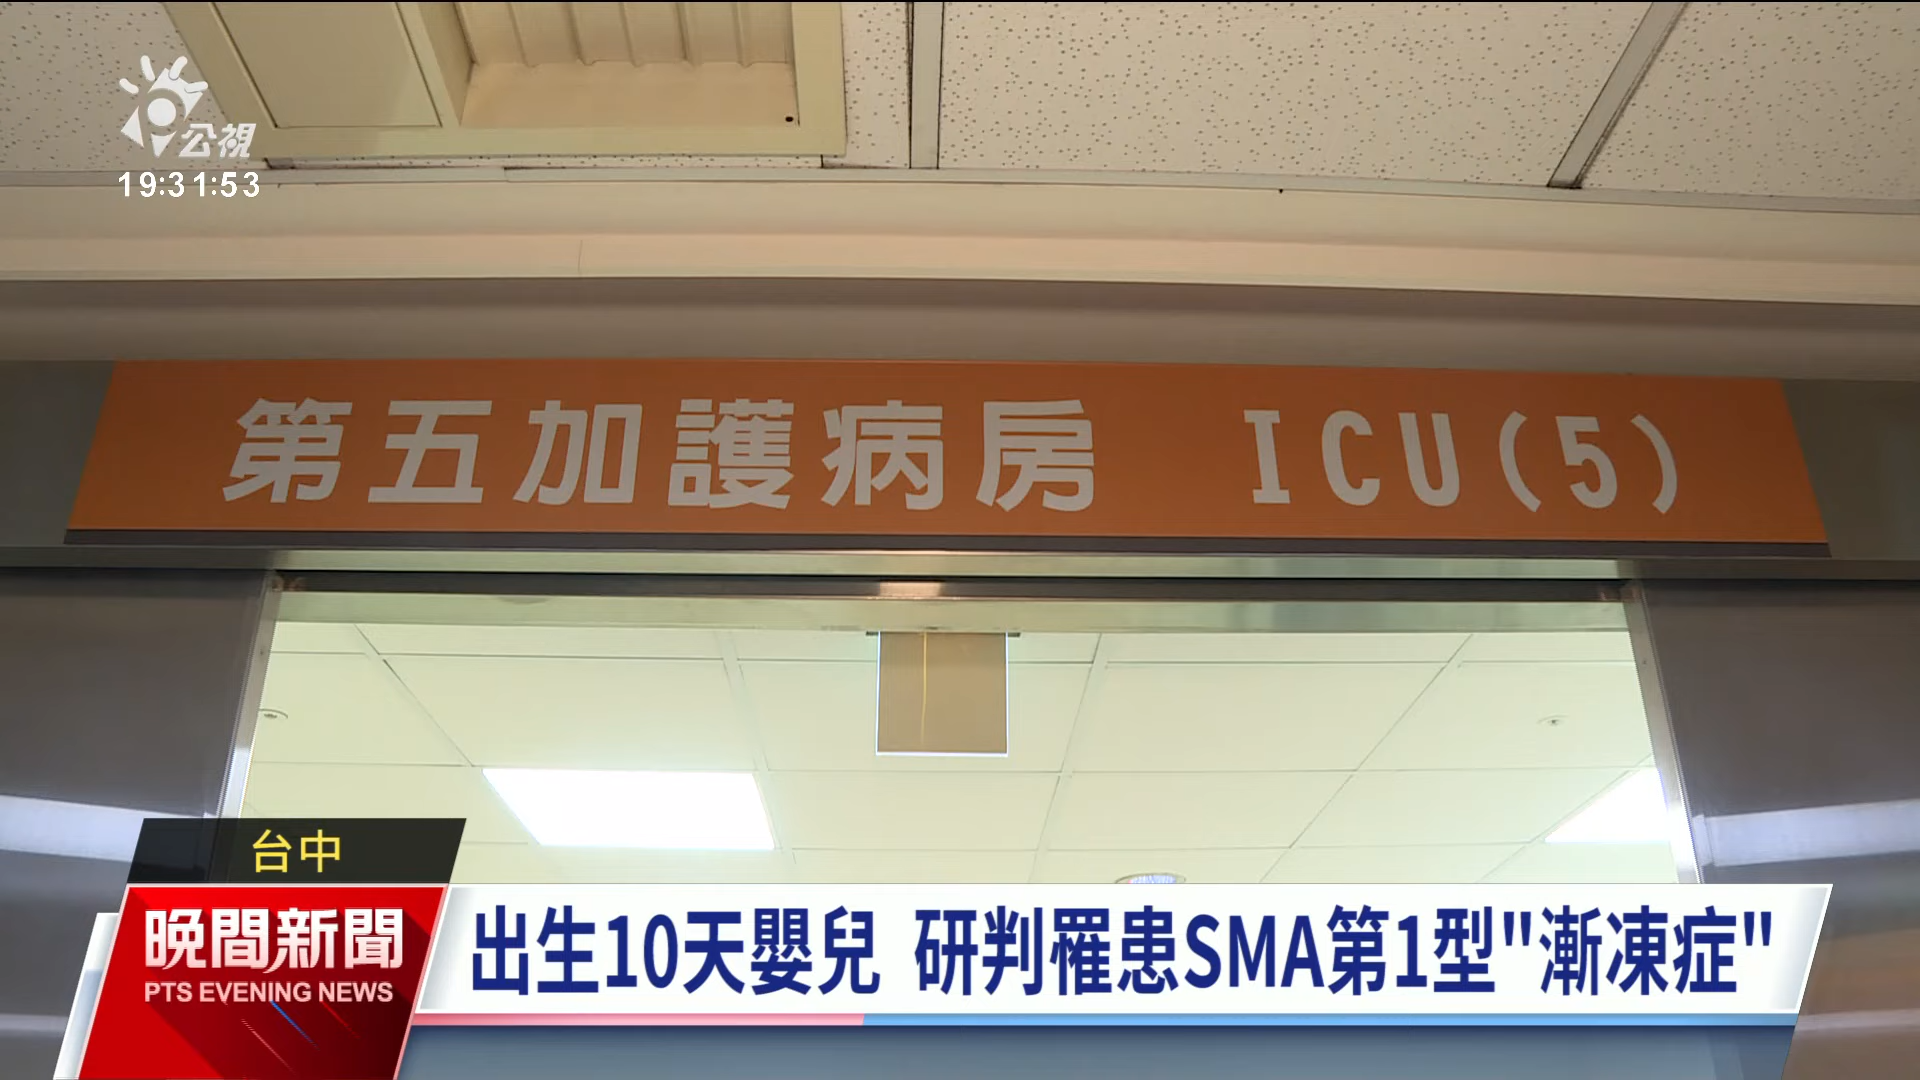 公視
19:31:53
第五加護病房 ICU(5)
台中
晚間新聞
PTS EVENING NEWS
出生10天嬰兒 研判罹患SMA第1型"漸凍症"